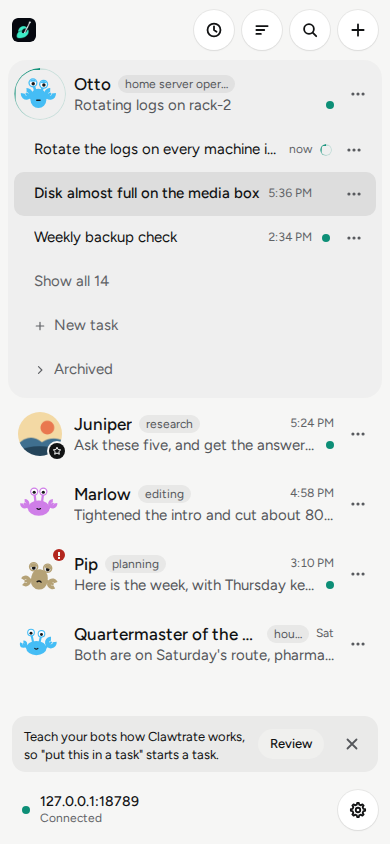 Otto home server oper...
Rotating logs on rack-2
Rotate the logs on every machine i... now
Disk almost full on the media box 5:36 PM
Weekly backup check 2:34 PM
Show all 14
+ New task
> Archived
Juniper research 5:24 PM
Ask these five, and get the answer...
Marlow editing 4:58 PM
Tightened the intro and cut about 80...
Pip planning 3:10 PM
Here is the week, with Thursday ke...
Quartermaster of the ... hou... Sat
Both are on Saturday's route, pharma...
Teach your bots how Clawtrate works,
so "put this in a task" starts a task.
Review
127.0.0.1:18789
Connected